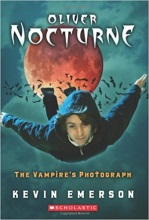 OLIVER
NOCTURNE
THE VAMPIRE'S PHOTOGRAPH
KEVIN EMERSON
SCHOLASTIC